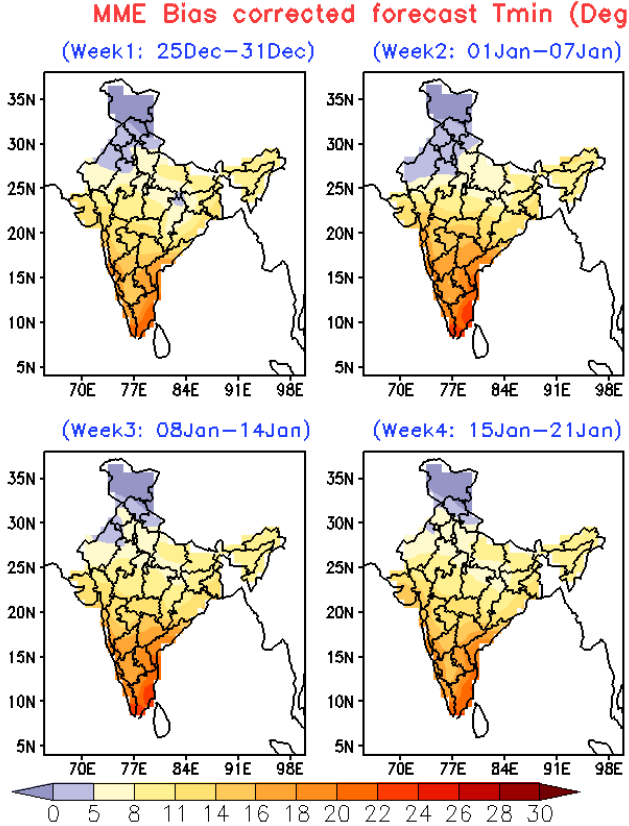 MME Bias corrected forecast Tmin (Deg
(Week1: 25Dec−31Dec)
(Week2: 01Jan−07Jan)
35N
30N
25N
20N
15N
10N
5N
70E 77E 84E 91E 98E
35N
30N
25N
20N
15N
10N
5N
70E 77E 84E 91E 98E
(Week3: 08Jan−14Jan)
(Week4: 15Jan−21Jan)
35N
30N
25N
20N
15N
10N
5N
70E 77E 84E 91E 98E
35N
30N
25N
20N
15N
10N
5N
70E 77E 84E 91E 98E
0 5 8 11 14 16 18 20 22 24 26 28 30